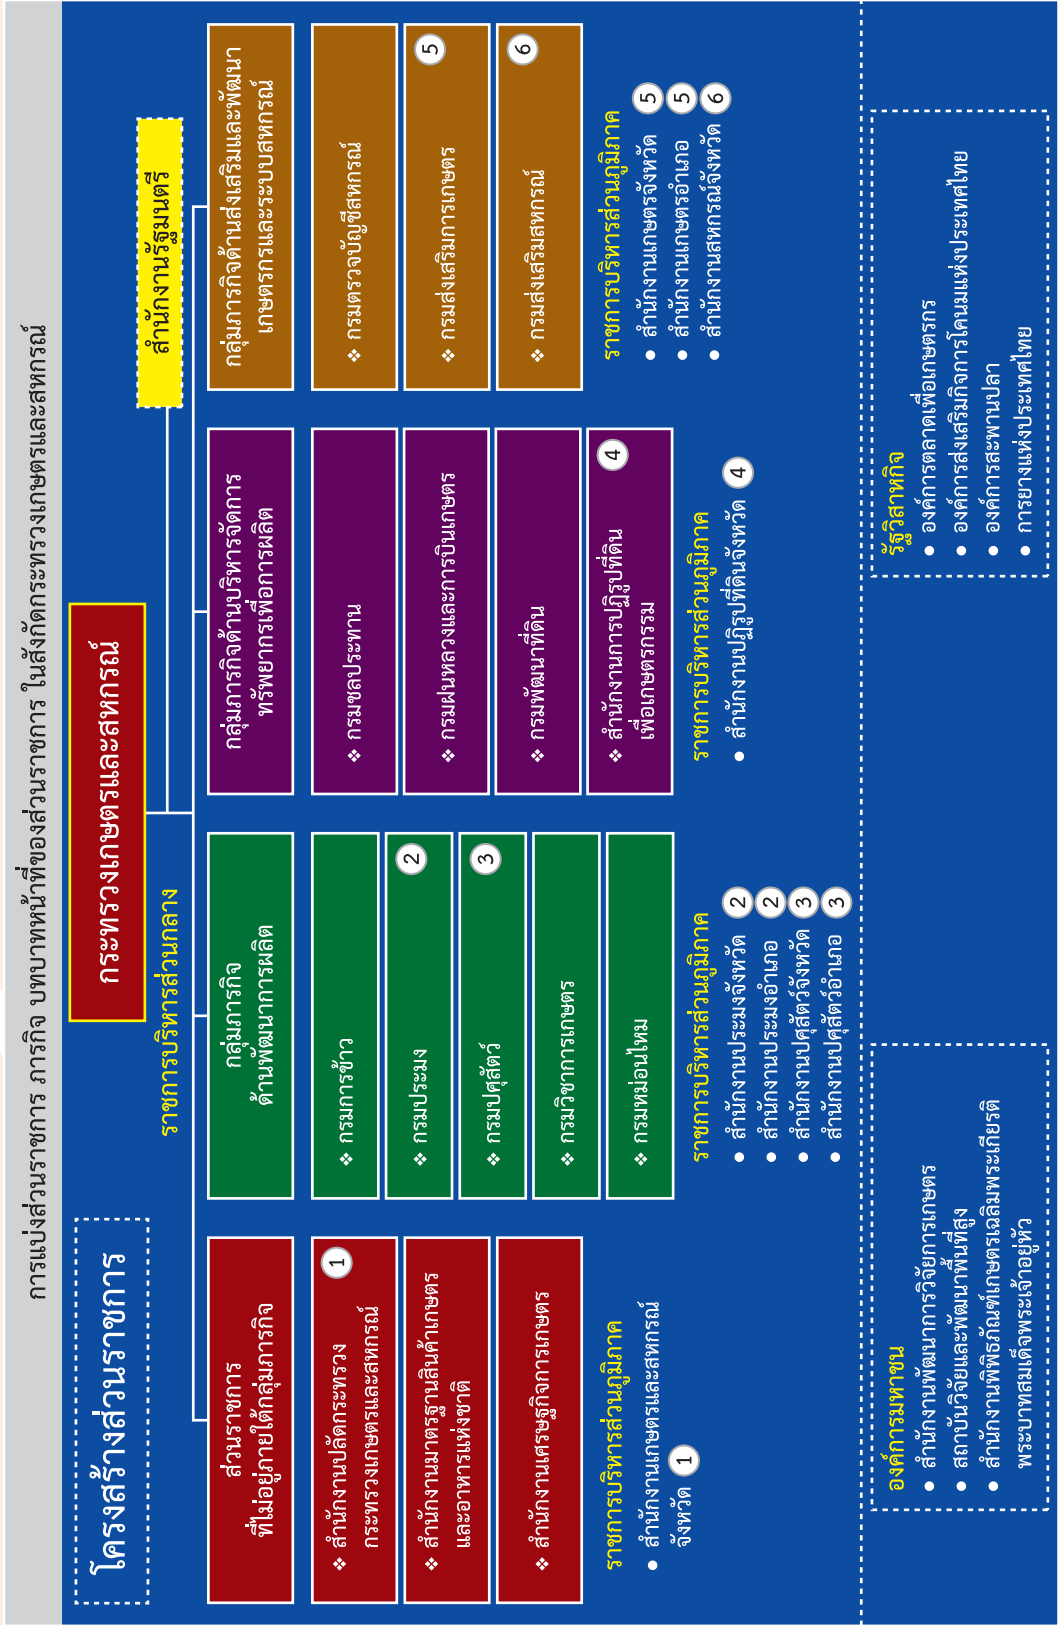 การแบ่งส่วนราชการ ภารกิจ บทบาทหน้าที่ของส่วนราชการ ในสังกัดกระทรวงเกษตรและสหกรณ์
โครงสร้างส่วนราชการ
กระทรวงเกษตรและสหกรณ์
สำนักงานรัฐมนตรี
ราชการบริหารส่วนกลาง
ส่วนราชการ
ที่ไม่อยู่ภายใต้กลุ่มภารกิจ
❖ สำนักงานปลัดกระทรวง
กระทรวงเกษตรและสหกรณ์
1
❖ สำนักงานมาตรฐานสินค้าเกษตร
และอาหารแห่งชาติ
❖ สำนักงานเศรษฐกิจการเกษตร
ราชการบริหารส่วนภูมิภาค
● สำนักงานเกษตรและสหกรณ์
จังหวัด 1
กลุ่มภารกิจ
ด้านพัฒนาการผลิต
❖ กรมการข้าว
❖ กรมประมง 2
❖ กรมปศุสัตว์ 3
❖ กรมวิชาการเกษตร
❖ กรมหม่อนไหม
ราชการบริหารส่วนภูมิภาค
● สำนักงานประมงจังหวัด 2
● สำนักงานประมงอำเภอ 2
● สำนักงานปศุสัตว์จังหวัด 3
● สำนักงานปศุสัตว์อำเภอ 3
กลุ่มภารกิจด้านบริหารจัดการ
ทรัพยากรเพื่อการผลิต
❖ กรมชลประทาน
❖ กรมฝนหลวงและการบินเกษตร
❖ กรมพัฒนาที่ดิน
❖ สำนักงานการปฏิรูปที่ดิน
เพื่อเกษตรกรรม
4
ราชการบริหารส่วนภูมิภาค
● สำนักงานปฏิรูปที่ดินจังหวัด 4
กลุ่มภารกิจด้านส่งเสริมและพัฒนา
เกษตรกรและระบบสหกรณ์
❖ กรมตรวจบัญชีสหกรณ์
❖ กรมส่งเสริมการเกษตร 5
❖ กรมส่งเสริมสหกรณ์ 6
ราชการบริหารส่วนภูมิภาค
● สำนักงานเกษตรจังหวัด 5
● สำนักงานเกษตรอำเภอ 5
● สำนักงานสหกรณ์จังหวัด 6
องค์การมหาชน
● สำนักงานพัฒนาการวิจัยการเกษตร
● สถาบันวิจัยและพัฒนาพื้นที่สูง
● สำนักงานพิพิธภัณฑ์เกษตรเฉลิมพระเกียรติ
พระบาทสมเด็จพระเจ้าอยู่หัว
รัฐวิสาหกิจ
● องค์การตลาดเพื่อเกษตรกร
● องค์การส่งเสริมกิจการโคนมแห่งประเทศไทย
● องค์การสะพานปลา
● การยางแห่งประเทศไทย